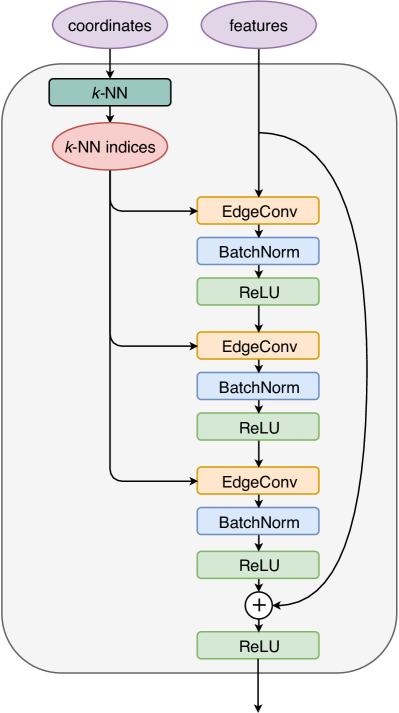 coordinates
features
k-NN
k-NN indices
EdgeConv
BatchNorm
ReLU
EdgeConv
BatchNorm
ReLU
EdgeConv
BatchNorm
ReLU
+
ReLU